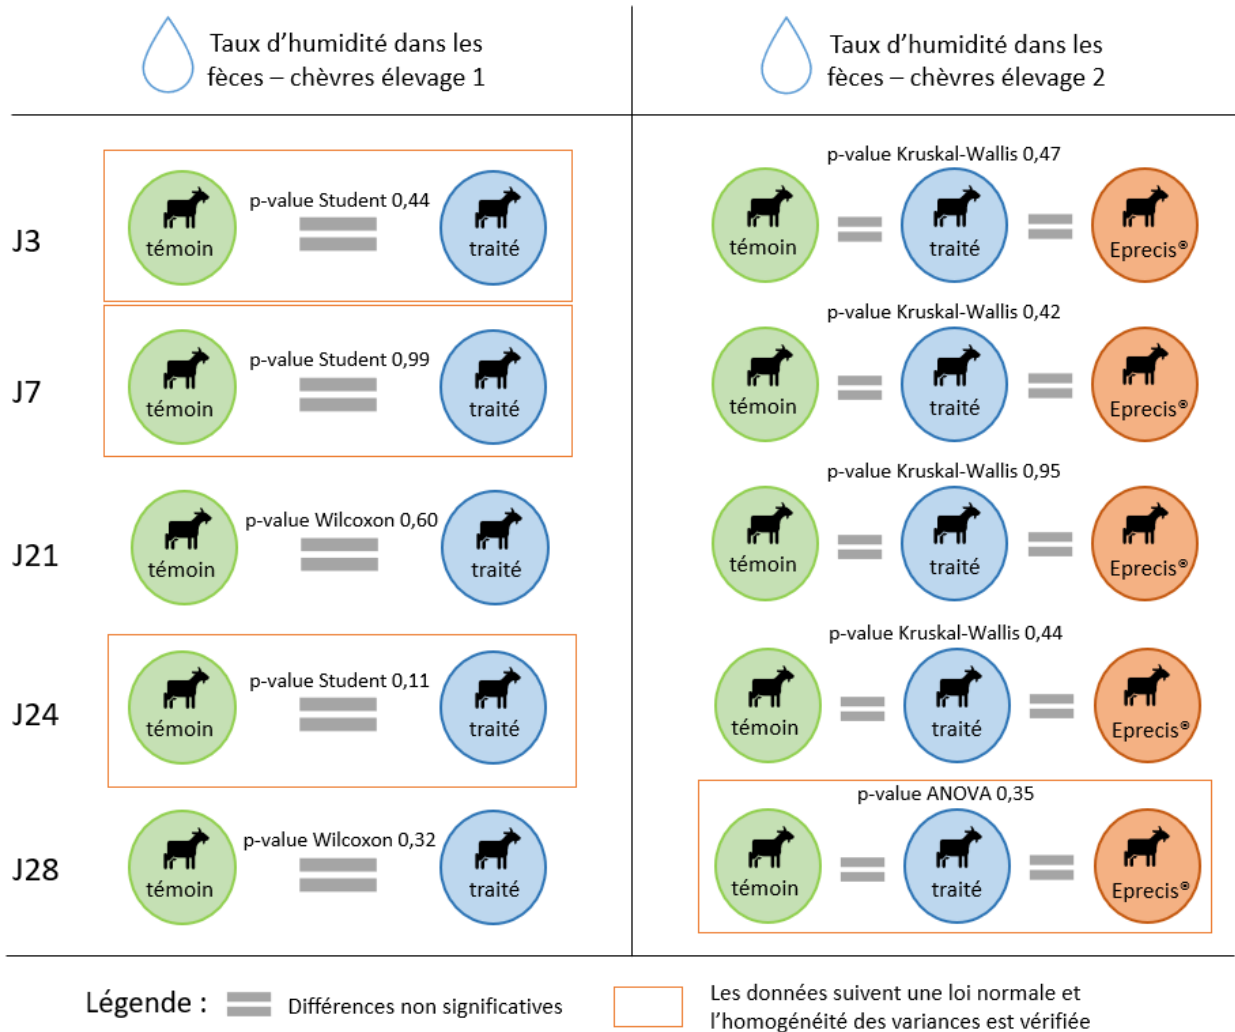 Taux d'humidité dans les
fèces – chèvres élevage 1
Taux d'humidité dans les
fèces – chèvres élevage 2
J3
p-value Student 0,44
témoin
traité
p-value Kruskal-Wallis 0,47
témoin
traité
Eprecis®
J7
p-value Student 0,99
témoin
traité
p-value Kruskal-Wallis 0,42
témoin
traité
Eprecis®
J21
p-value Wilcoxon 0,60
témoin
traité
p-value Kruskal-Wallis 0,95
témoin
traité
Eprecis®
J24
p-value Student 0,11
témoin
traité
p-value Kruskal-Wallis 0,44
témoin
traité
Eprecis®
J28
p-value Wilcoxon 0,32
témoin
traité
p-value ANOVA 0,35
témoin
traité
Eprecis®
Légende :
Différences non significatives
Les données suivent une loi normale et
l'homogénéité des variances est vérifiée